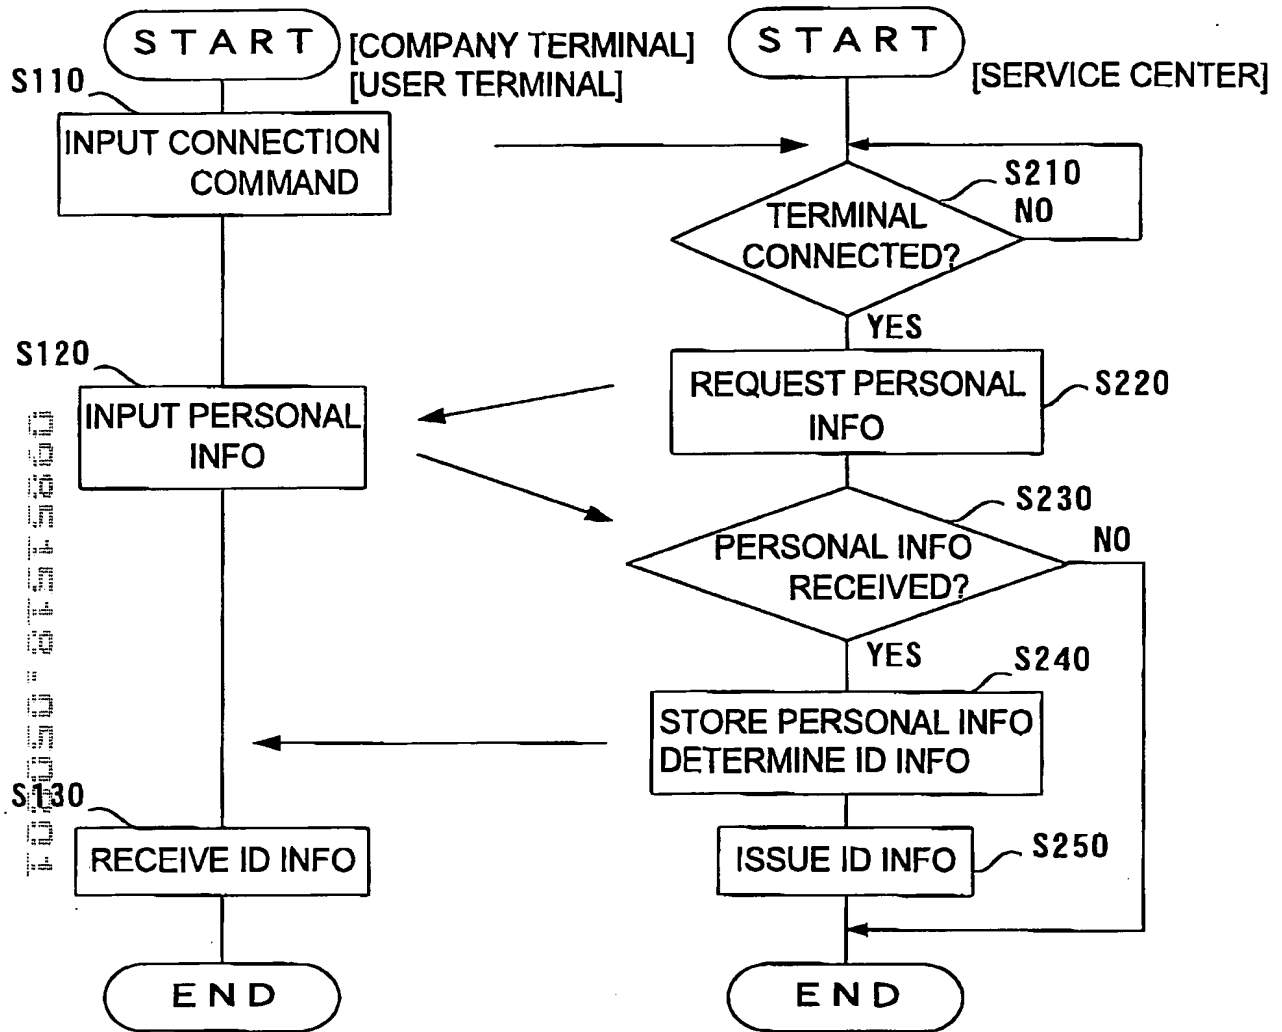 START
[COMPANY TERMINAL]
[USER TERMINAL]
START
[SERVICE CENTER]
S110
INPUT CONNECTION
COMMAND
S210
TERMINAL
CONNECTED?
NO
YES
S120
INPUT PERSONAL
INFO
REQUEST PERSONAL
INFO
S220
S230
PERSONAL INFO
RECEIVED?
NO
YES
S240
STORE PERSONAL INFO
DETERMINE ID INFO
S130
RECEIVE ID INFO
ISSUE ID INFO
S250
END
END